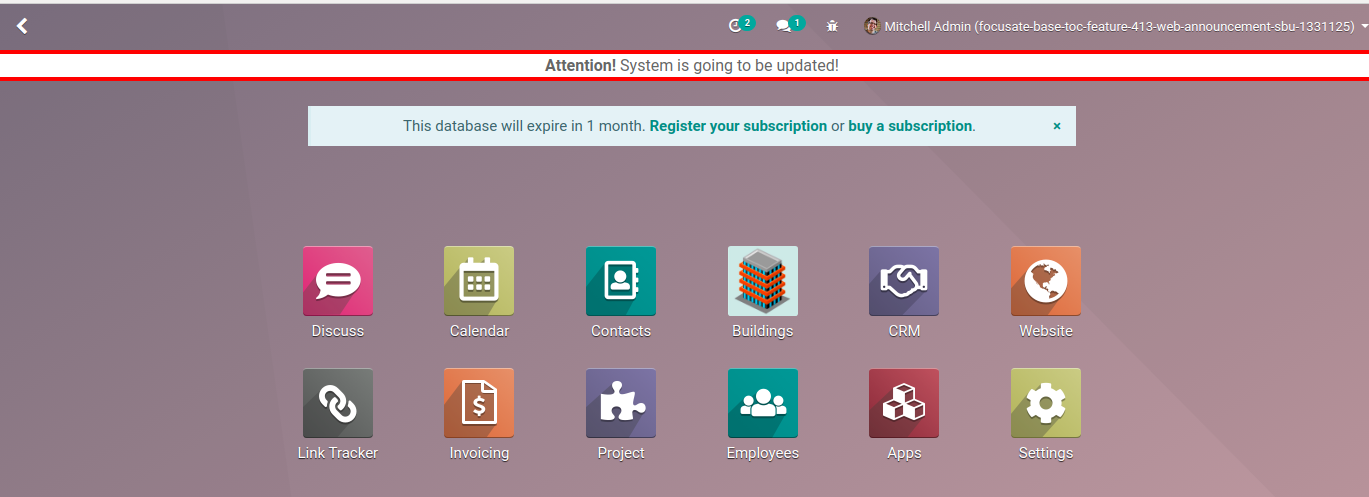 2 1 Mitchell Admin (focusate-base-toc-feature-413-web-announcement-sbu-1331125)
Attention! System is going to be updated!
This database will expire in 1 month. Register your subscription or buy a subscription. ×
Discuss Calendar Contacts Buildings CRM Website
Link Tracker Invoicing Project Employees Apps Settings